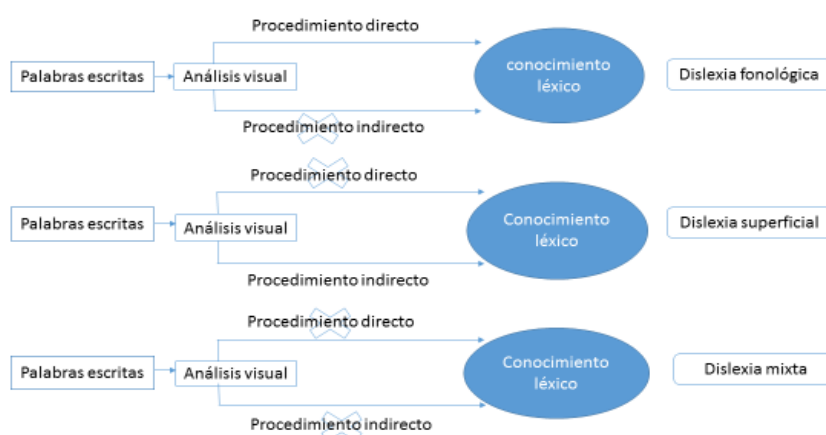 Procedimiento directo
Palabras escritas
Análisis visual
conocimiento
léxico
Dislexia fonológica
Procedimiento indirecto
Procedimiento directo
Palabras escritas
Análisis visual
Conocimiento
léxico
Dislexia superficial
Procedimiento indirecto
Procedimiento directo
Palabras escritas
Análisis visual
Conocimiento
léxico
Dislexia mixta
Procedimiento indirecto